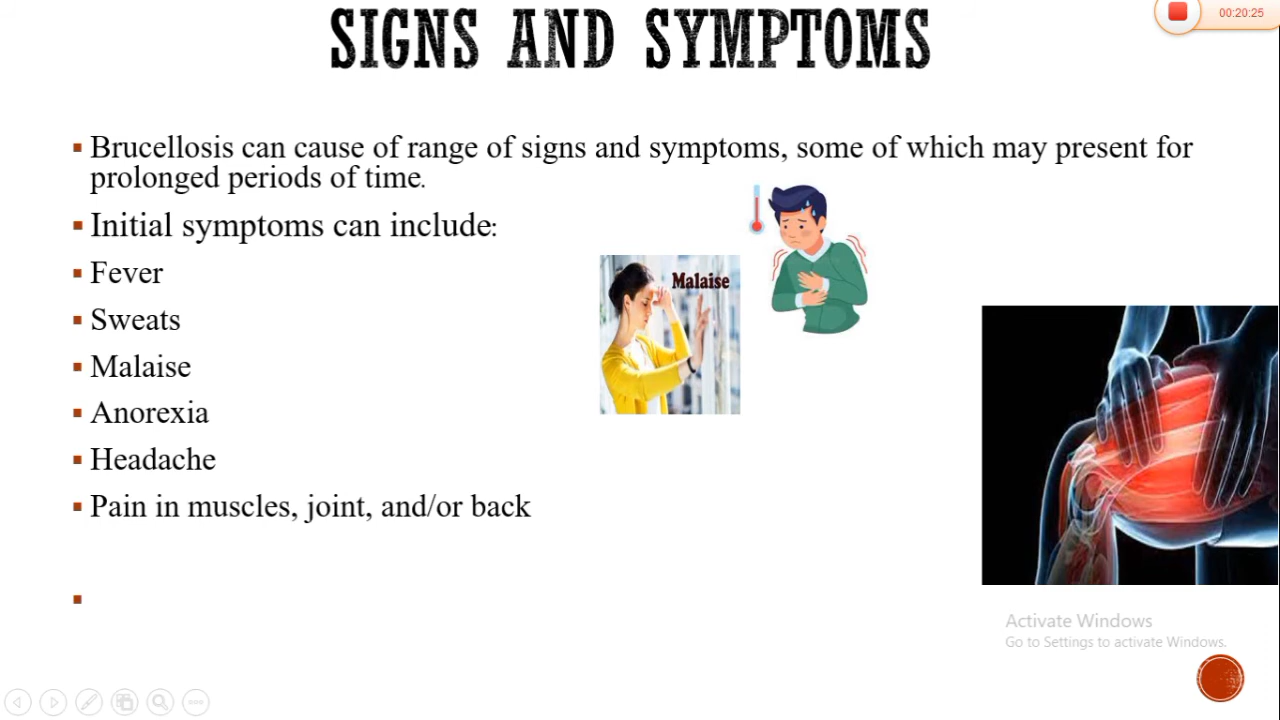 SIGNS AND SYMPTOMS
00:20:25
Brucellosis can cause of range of signs and symptoms, some of which may present for
prolonged periods of time.
Initial symptoms can include:
Fever
Sweats
Malaise
Anorexia
Headache
Pain in muscles, joint, and/or back
Malaise
Activate Windows
Go to Settings to activate Windows.